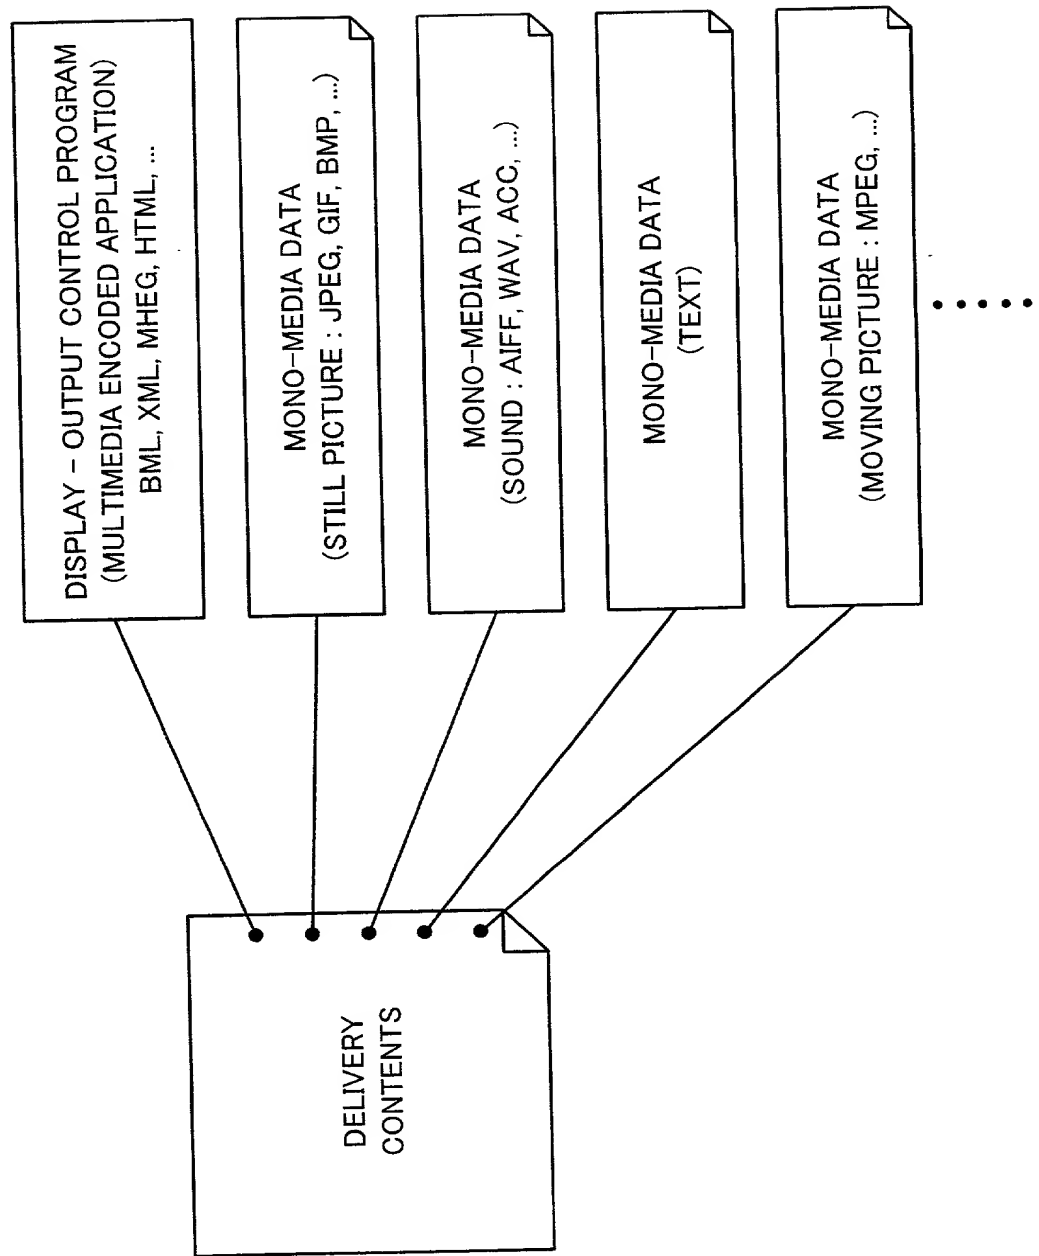 DISPLAY - OUTPUT CONTROL PROGRAM
(MULTIMEDIA ENCODED APPLICATION)
BML, XML, MHEG, HTML, ...
MONO-MEDIA DATA
(STILL PICTURE : JPEG, GIF, BMP, ...)
MONO-MEDIA DATA
(SOUND : AIFF, WAV, ACC, ...)
MONO-MEDIA DATA
(TEXT)
MONO-MEDIA DATA
(MOVING PICTURE : MPEG, ...)
DELIVERY
CONTENTS